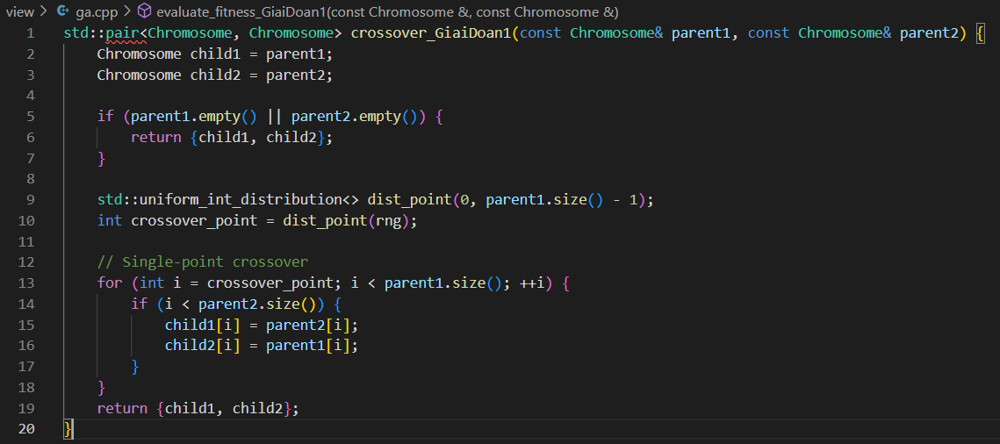 view > ga.cpp > evaluate_fitness_GiaiDoan1(const Chromosome &, const Chromosome &)
1 std::pair<Chromosome, Chromosome> crossover_GiaiDoan1(const Chromosome& parent1, const Chromosome& parent2) {
2     Chromosome child1 = parent1;
3     Chromosome child2 = parent2;
4
5     if (parent1.empty() || parent2.empty()) {
6         return {child1, child2};
7     }
8
9     std::uniform_int_distribution<> dist_point(0, parent1.size() - 1);
10     int crossover_point = dist_point(rng);
11
12     // Single-point crossover
13     for (int i = crossover_point; i < parent1.size(); ++i) {
14         if (i < parent2.size()) {
15             child1[i] = parent2[i];
16             child2[i] = parent1[i];
17         }
18     }
19     return {child1, child2};
20 }